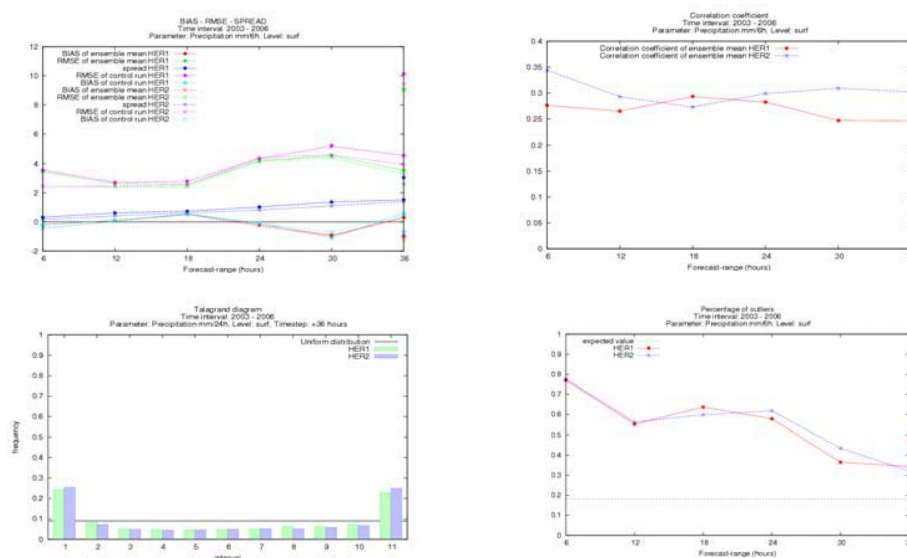 BIAS - RMSE - SPREAD
Time interval: 2003 - 2006
Parameter: Precipitation mm/6h, Level: surf
12
10
8
6
4
2
0
-2
BIAS of ensemble mean HER1
RMSE of ensemble mean HER1
spread HER1
RMSE of control run HER1
BIAS of control run HER1
BIAS of ensemble mean HER2
RMSE of ensemble mean HER2
spread HER2
RMSE of control run HER2
BIAS of control run HER2
6 12 18 24 30 36
Forecast-range (hours)
Correlation coefficient
Time interval: 2003 - 2006
Parameter: Precipitation mm/6h, Level: surf
0.4
0.35
0.3
0.25
0.2
0.15
0.1
0.05
0
Correlation coefficient of ensemble mean HER1
Correlation coefficient of ensemble mean HER2
6 12 18 24 30
Forecast-range (hours)
Talagrand diagram
Time interval: 2003 - 2006
Parameter: Precipitation mm/24h, Level: surf, Timestep: +36 hours
1
0.9
0.8
0.7
0.6
0.5
0.4
0.3
0.2
0.1
0
frequency
Uniform distribution
HER1
HER2
1 2 3 4 5 6 7 8 9 10 11
Percentage of outliers
Time interval: 2003 - 2006
Parameter: Precipitation mm/6h, Level: surf
1
0.9
0.8
0.7
0.6
0.5
0.4
0.3
0.2
0.1
0
expected value
HER1
HER2
6 12 18 24 30
Forecast-range (hours)